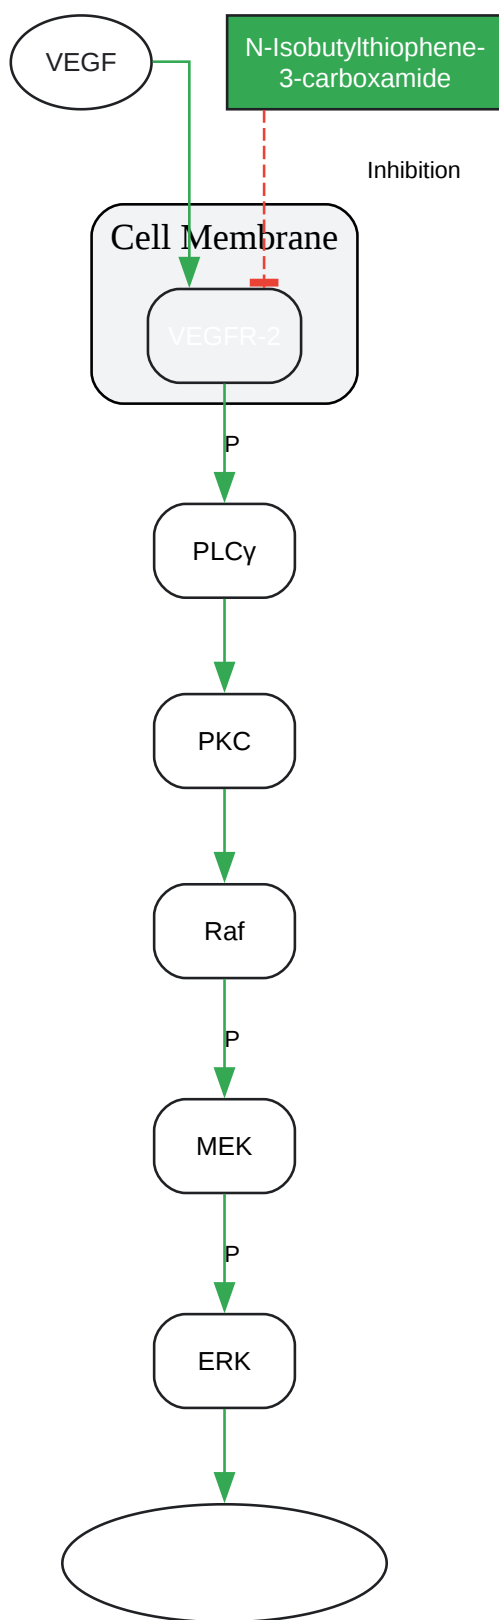 VEGF
N-Isobutylthiophene-
3-carboxamide
Inhibition
Cell Membrane
VEGFR-2
P
PLCγ
PKC
Raf
P
MEK
P
ERK